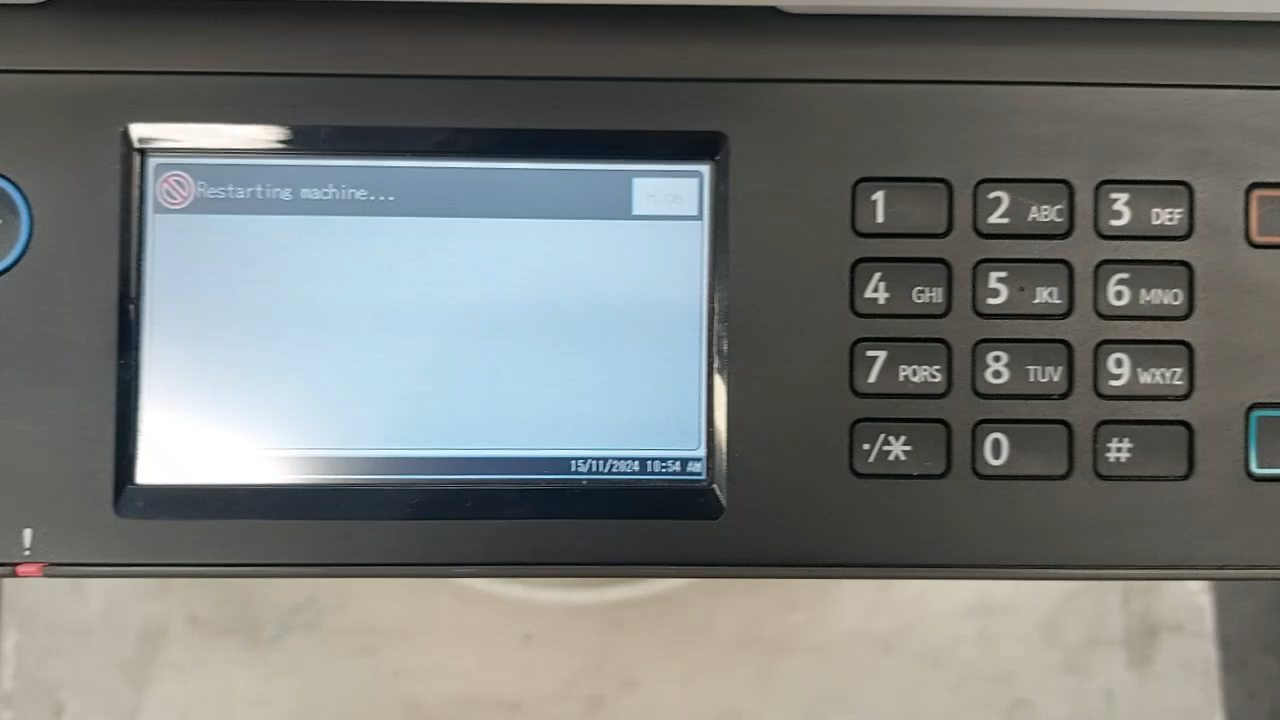 Restarting machine...
Hide
15/11/2024 10:54 AM
1
2 ABC
3 DEF
4 GHI
5 JKL
6 MNO
7 PQRS
8 TUV
9 WXYZ
·/*
0
#
!